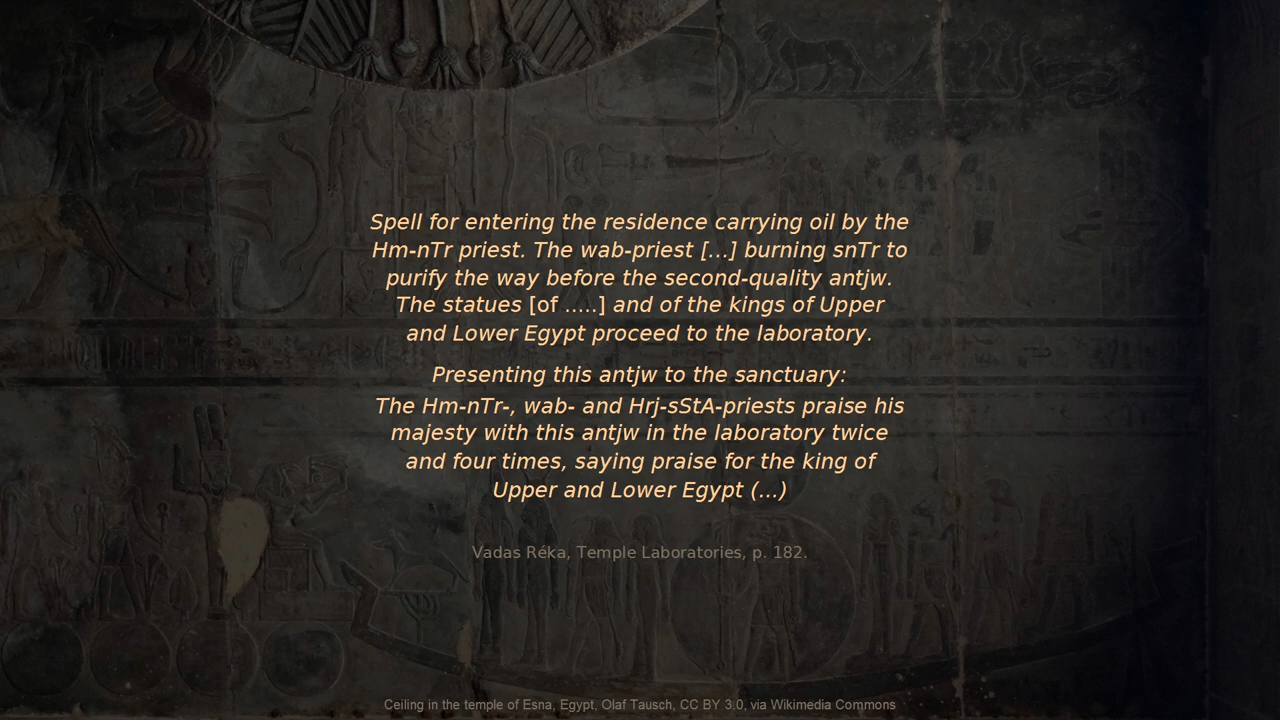 Spell for entering the residence carrying oil by the
Hm-nTr priest. The wab-priest [...] burning snTr to
purify the way before the second-quality antjw.
The statues [of .....] and of the kings of Upper
and Lower Egypt proceed to the laboratory.
Presenting this antjw to the sanctuary:
The Hm-nTr-, wab- and Hrj-sStA-priests praise his
majesty with this antjw in the laboratory twice
and four times, saying praise for the king of
Upper and Lower Egypt (...)
Vadas Réka, Temple Laboratories, p. 182.
Ceiling in the temple of Esna, Egypt, Olaf Tausch, CC BY 3.0, via Wikimedia Commons